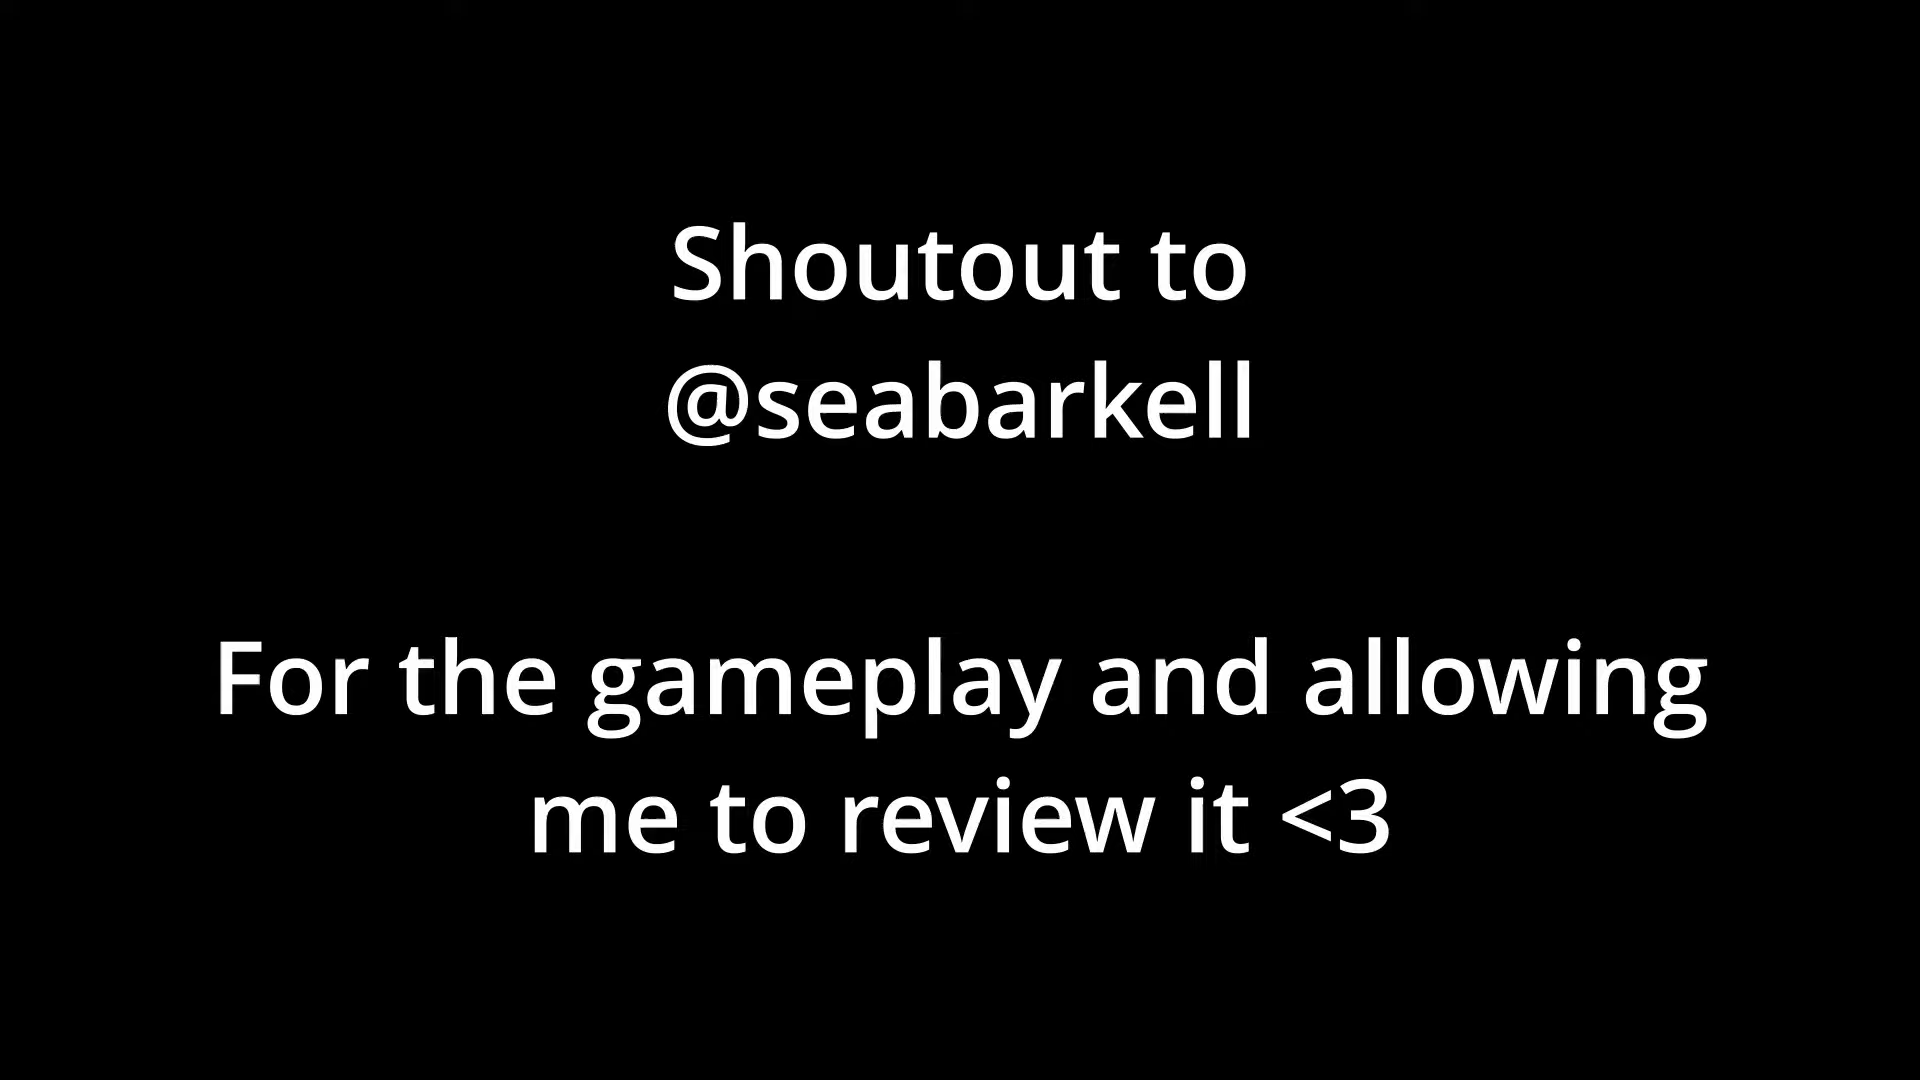 Shoutout to
@seabarkell
For the gameplay and allowing
me to review it <3